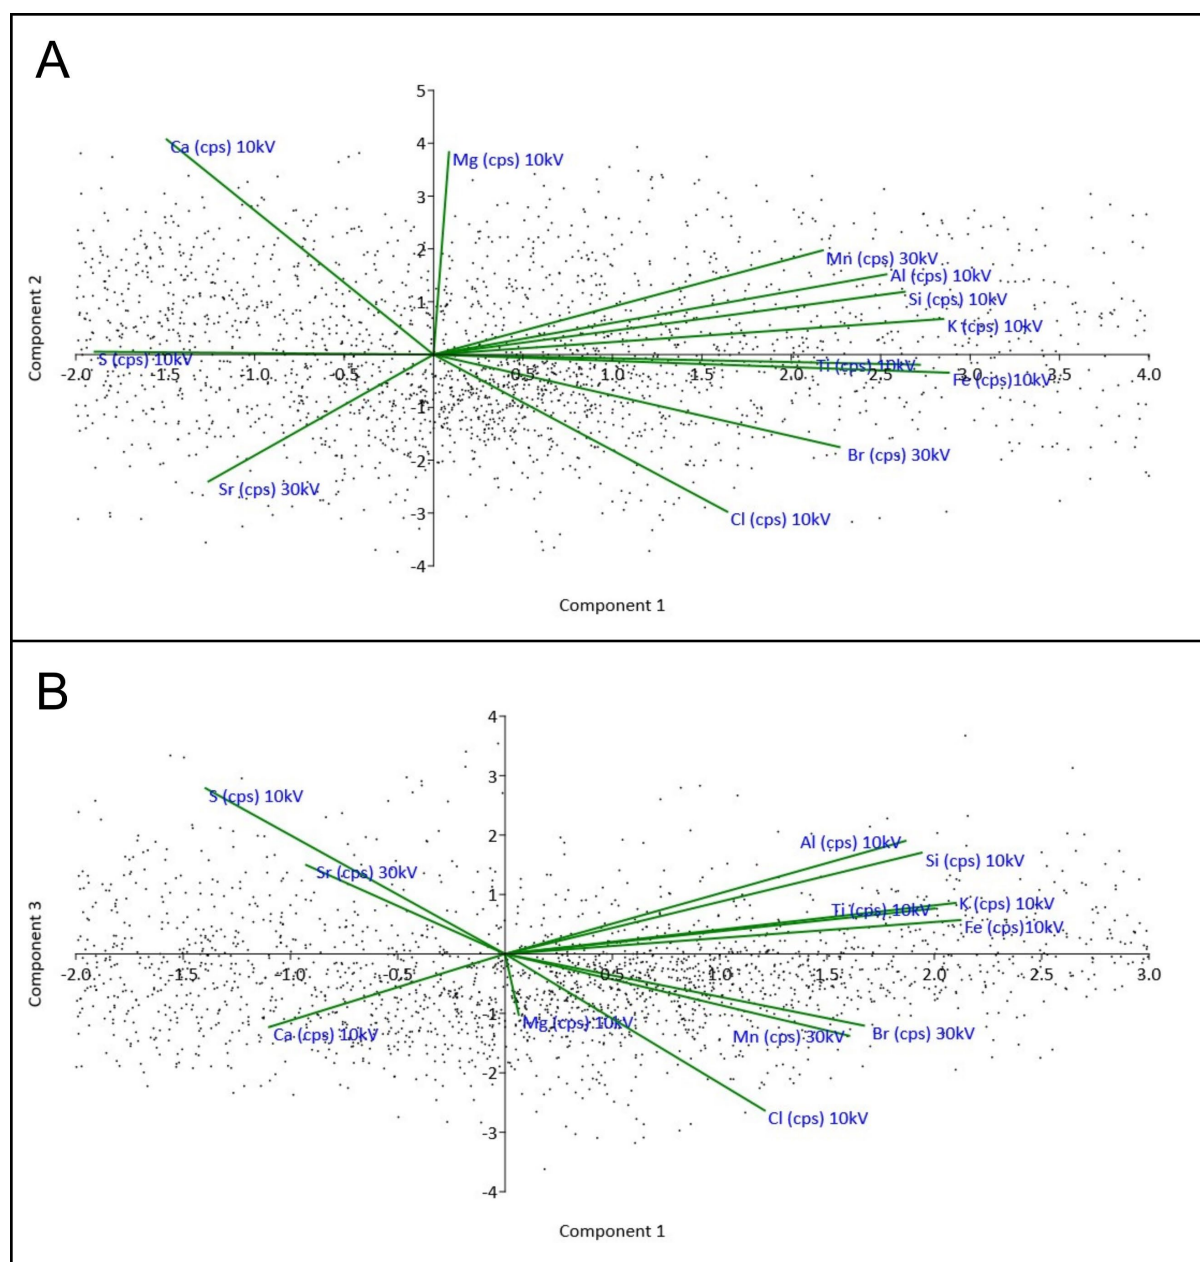 A
5
4
Ca (cps) 10kV
Mg (cps) 10kV
3
2
Mn (cps) 30kV
Al (cps) 10kV
1
Si (cps) 10kV
K (cps) 10kV
Component 2
S (cps) 10kV
Ti (cps) 10kV
Fe (cps)10kV
-2.0 -1.5 -1.0 -0.5 0.5 1.0 1.5 2.0 2.5 3.0 3.5 4.0
-1
Br (cps) 30kV
-2
Sr (cps) 30kV
-3
Cl (cps) 10kV
-4
Component 1
B
4
3
S (cps) 10kV
2
Al (cps) 10kV
Si (cps) 10kV
Sr (cps) 30kV
1
K (cps) 10kV
Ti (cps) 10kV
Fe (cps)10kV
Component 3
-2.0 -1.5 -1.0 -0.5 0.5 1.0 1.5 2.0 2.5 3.0
-1
Mg (cps) 10kV
Ca (cps) 10kV
Mn (cps) 30kV
Br (cps) 30kV
-2
Cl (cps) 10kV
-3
-4
Component 1